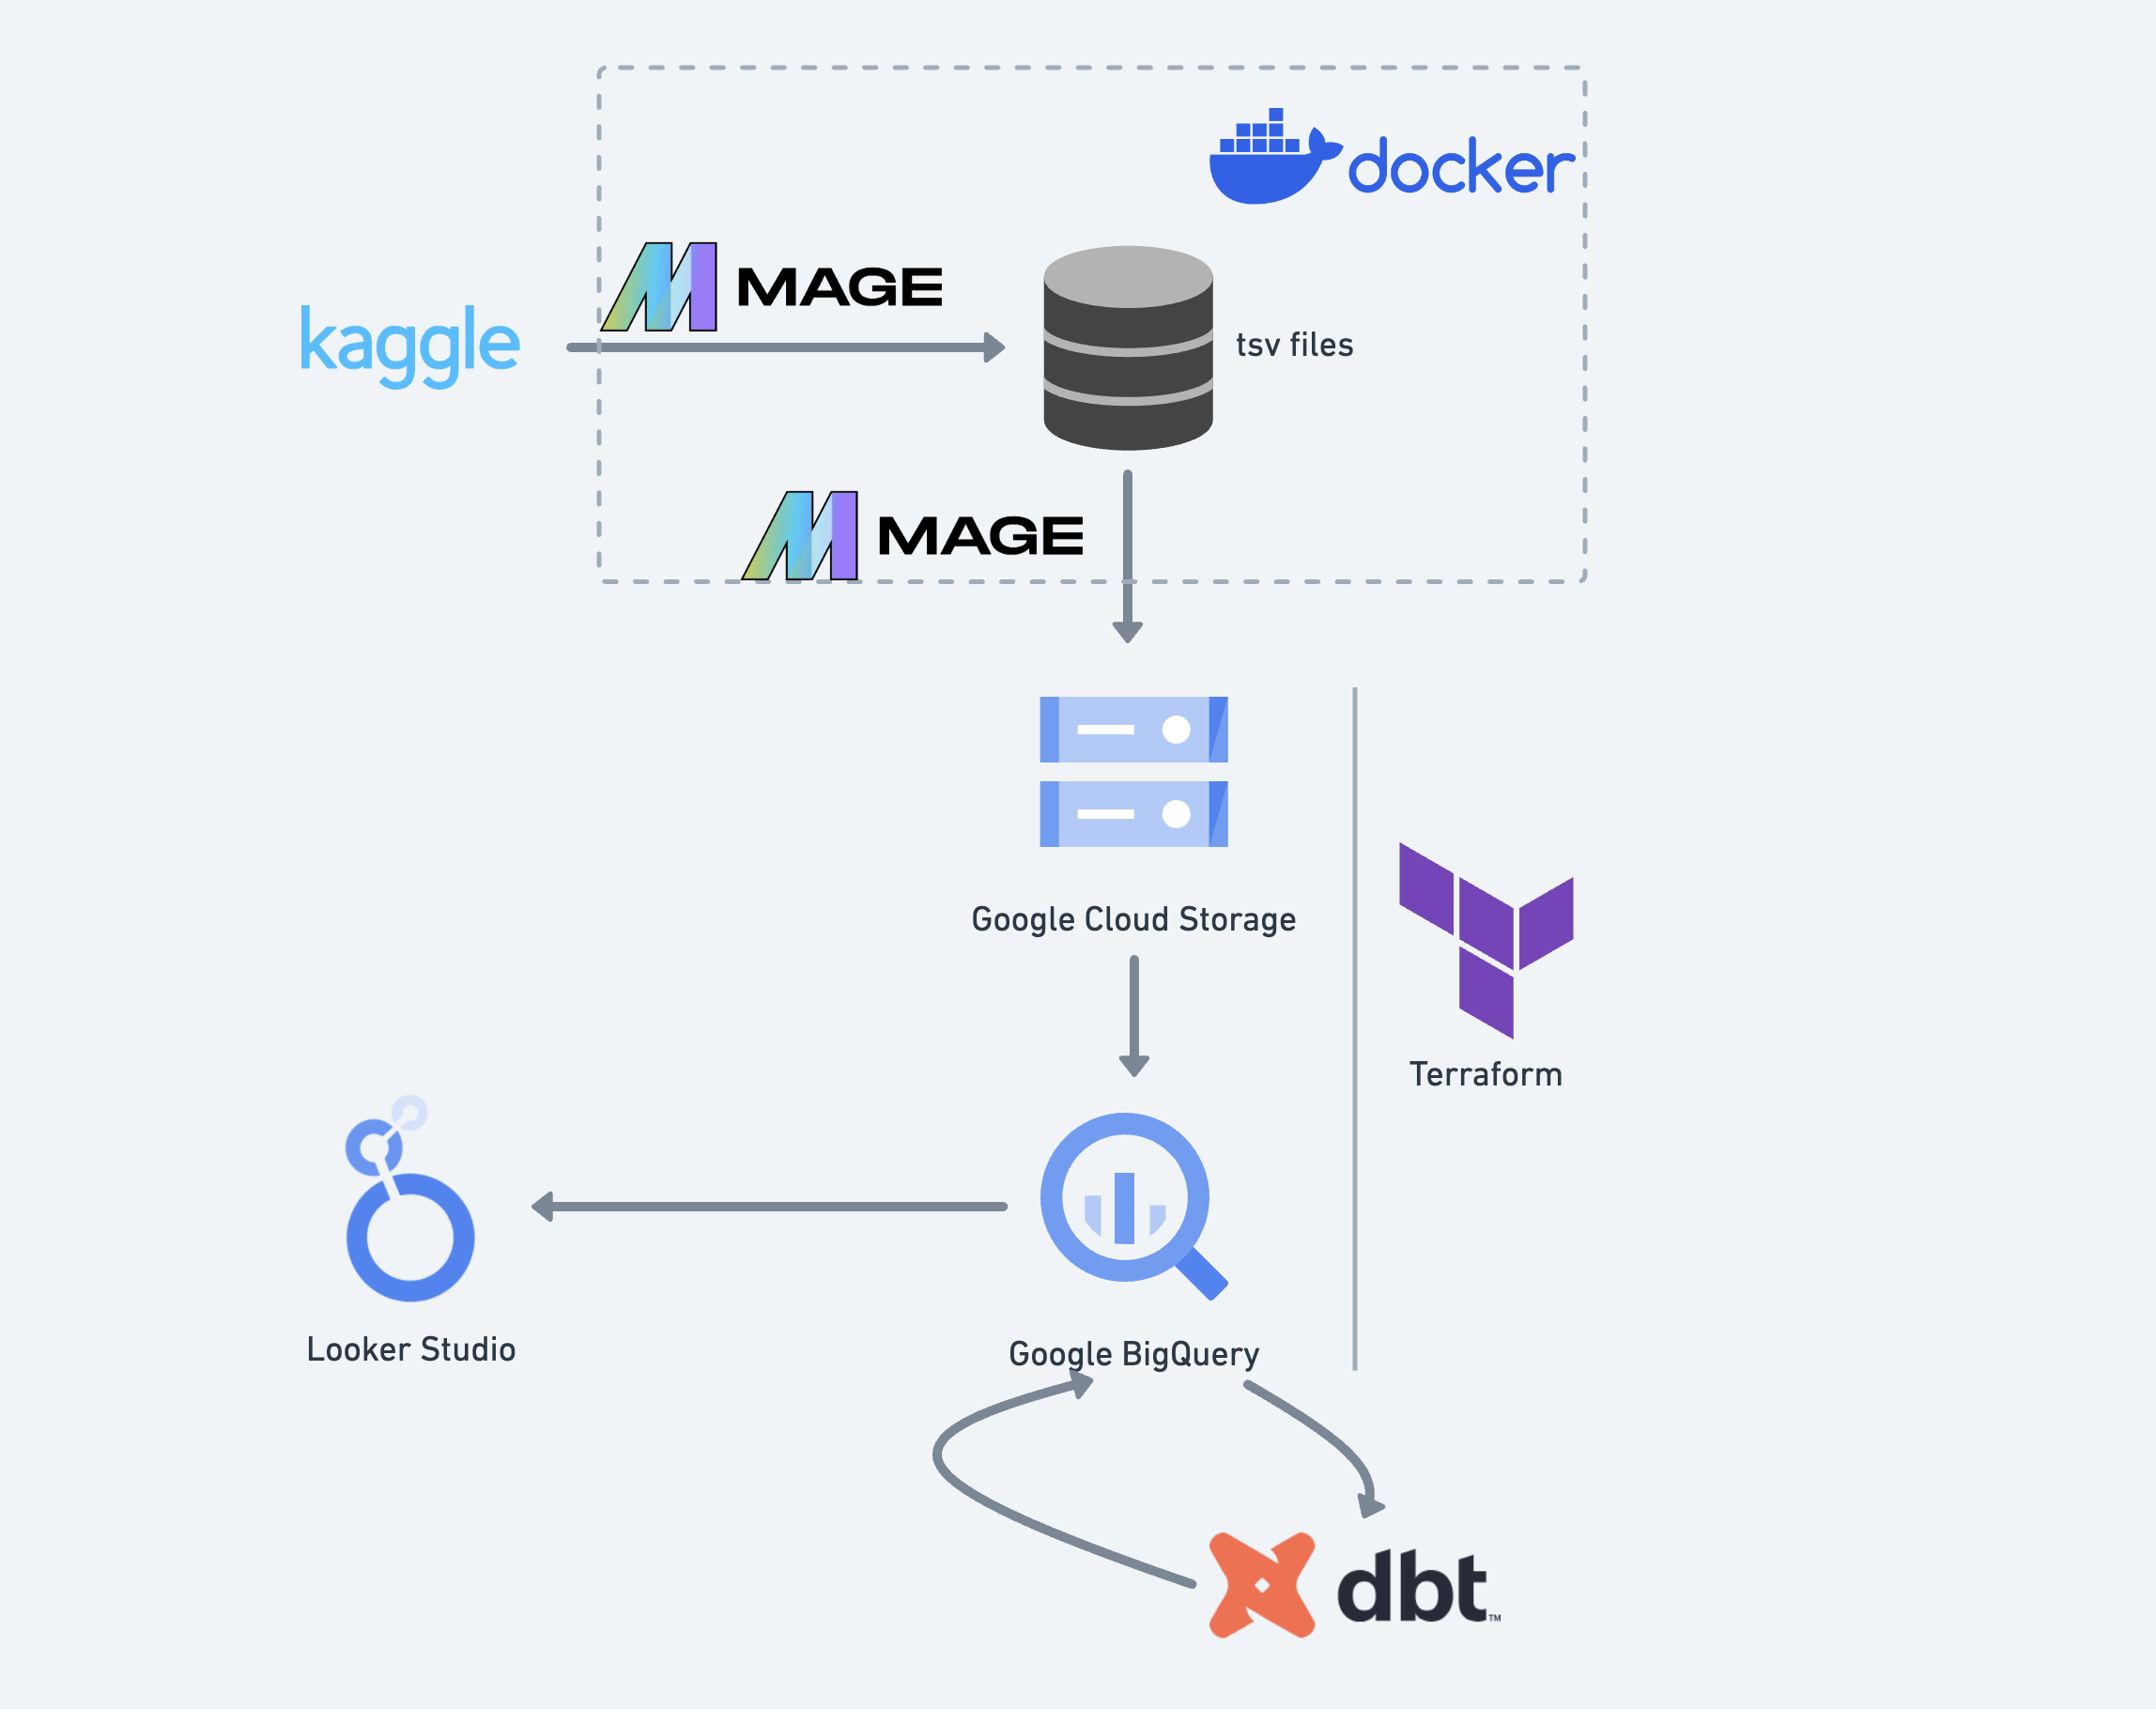 docker
MAGE
kaggle
tsv files
MAGE
Google Cloud Storage
Terraform
Looker Studio
Google BigQuery
dbt™